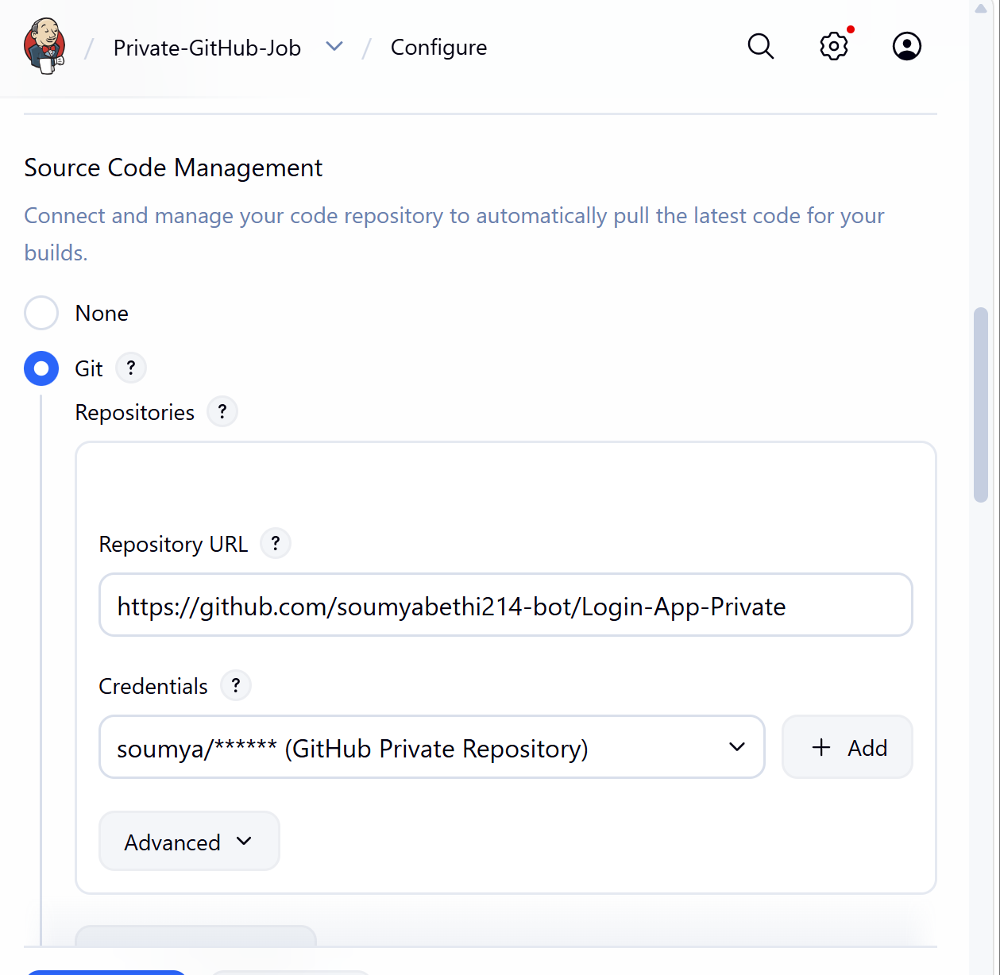 / Private-GitHub-Job / Configure
Source Code Management
Connect and manage your code repository to automatically pull the latest code for your
builds.
None
Git ?
Repositories ?
Repository URL ?
https://github.com/soumyabethi214-bot/Login-App-Private
Credentials ?
soumya/****** (GitHub Private Repository)
+ Add
Advanced